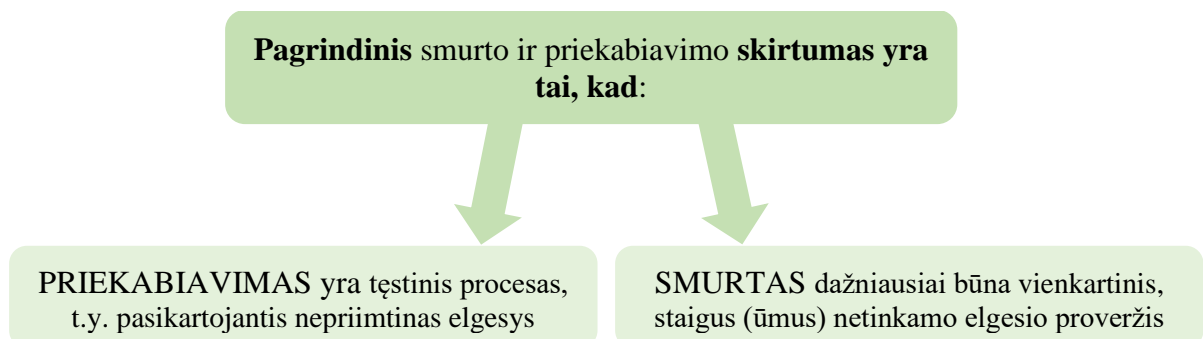 Pagrindinis smurto ir priekabiavimo skirtumas yra
tai, kad:
PRIEKABIAVIMAS yra tęstinis procesas,
t.y. pasikartojantis nepriimtinas elgesys
SMURTAS dažniausiai būna vienkartinis,
staigus (ūmus) netinkamo elgesio proveržis